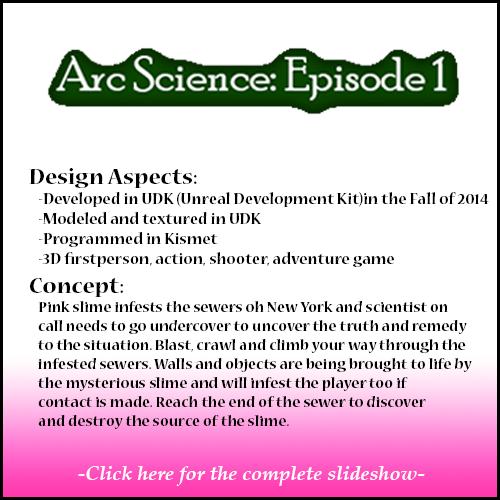 Arc Science: Episode 1
Design Aspects:
-Developed in UDK (Unreal Development Kit)in the Fall of 2014
-Modeled and textured in UDK
-Programmed in Kismet
-3D firstperson, action, shooter, adventure game
Concept:
Pink slime infests the sewers oh New York and scientist on
call needs to go undercover to uncover the truth and remedy
to the situation. Blast, crawl and climb your way through the
infested sewers. Walls and objects are being brought to life by
the mysterious slime and will infest the player too if
contact is made. Reach the end of the sewer to discover
and destroy the source of the slime.
-Click here for the complete slideshow-